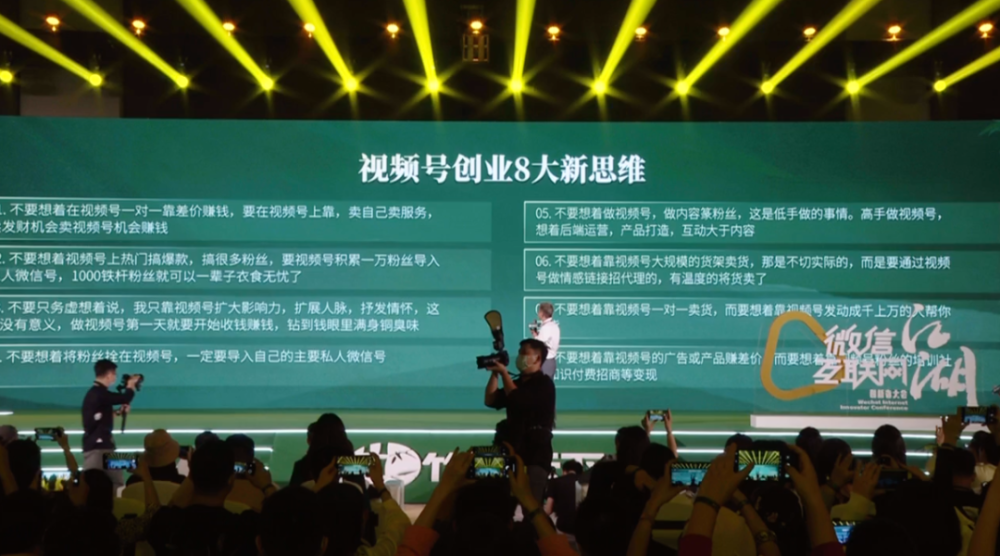 视频号创业8大新思维
1. 不要想着在视频号一对一靠差价赚钱，要在视频号上靠，卖自己卖服务，
发财机会卖视频号机会赚钱
2. 不要想着视频号上热门搞爆款，搞很多粉丝，要视频号积累一万粉丝导入
人微信号，1000铁杆粉丝就可以一辈子衣食无忧了
. 不要只务虚想着说，我只靠视频号扩大影响力，扩展人脉，抒发情怀，这
没有意义，做视频号第一天就要开始收钱赚钱，钻到钱眼里满身铜臭味
. 不要想着将粉丝栓在视频号，一定要导入自己的主要私人微信号
05. 不要想着做视频号，做内容篆粉丝，这是低手做的事情。高手做视频号，
想着后端运营，产品打造，互动大于内容
06. 不要想着靠视频号大规模的货架卖货，那是不切实际的，而是要通过视频
号做情感链接招代理的，有温度的将货卖了
不要想着靠视频号一对一卖货，而要想着靠视频号发动成千上万的人帮你
不要想着靠视频号的广告或产品赚差价，而要想着
的培训社
识付费招商等变现
微信
互联网
江湖
Wechat Internet
Innovator Conference